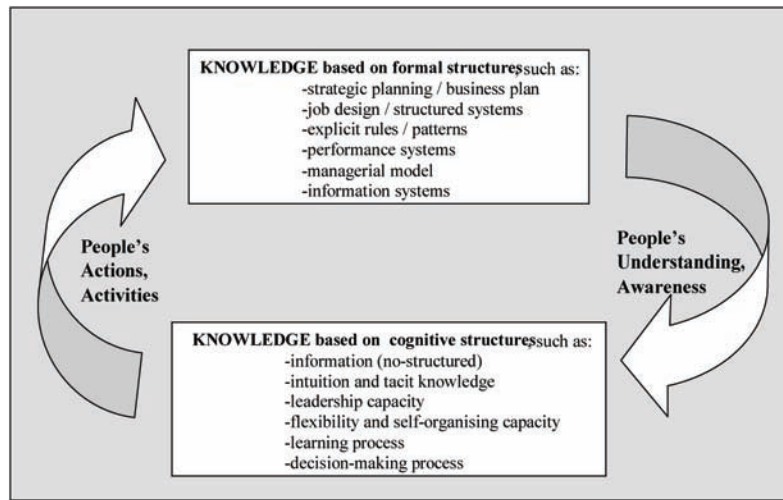 KNOWLEDGE based on formal structures, such as:
-strategic planning / business plan
-job design / structured systems
-explicit rules / patterns
-performance systems
-managerial model
-information systems
People's
Actions,
Activities
People's
Understanding,
Awareness
KNOWLEDGE based on cognitive structures, such as:
-information (no-structured)
-intuition and tacit knowledge
-leadership capacity
-flexibility and self-organising capacity
-learning process
-decision-making process